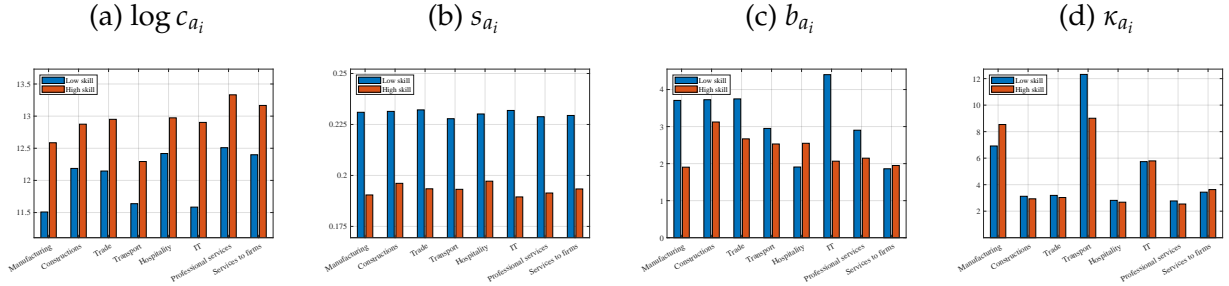 (a) log c_{a_i}
(b) s_{a_i}
(c) b_{a_i}
(d) κ_{a_i}
13.5
13
12.5
12
11.5
Low skill
High skill
Manufacturing
Constructions
Trade
Transport
Hospitality
IT
Professional services
Services to firms
0.25
0.225
0.2
0.175
Low skill
High skill
Manufacturing
Constructions
Trade
Transport
Hospitality
IT
Professional services
Services to firms
4
3
2
1
0
Low skill
High skill
Manufacturing
Constructions
Trade
Transport
Hospitality
IT
Professional services
Services to firms
12
10
8
6
4
2
Low skill
High skill
Manufacturing
Constructions
Trade
Transport
Hospitality
IT
Professional services
Services to firms